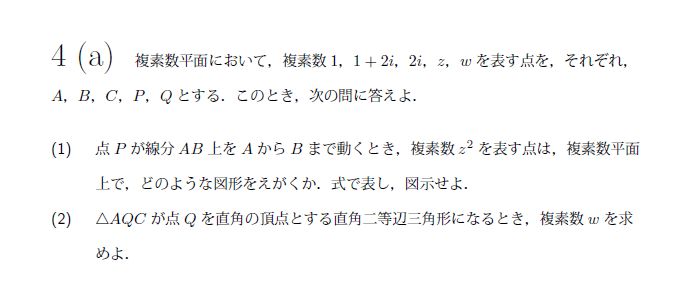 4 (a) 複素数平面において，複素数 1，1 + 2i，2i，z，w を表す点を，それぞれ，
A，B，C，P，Q とする．このとき，次の問に答えよ．
(1) 点 P が線分 AB 上を A から B まで動くとき，複素数 z² を表す点は，複素数平面
上で，どのような図形をえがくか．式で表し，図示せよ．
(2) △AQC が点 Q を直角の頂点とする直角二等辺三角形になるとき，複素数 w を求
めよ．